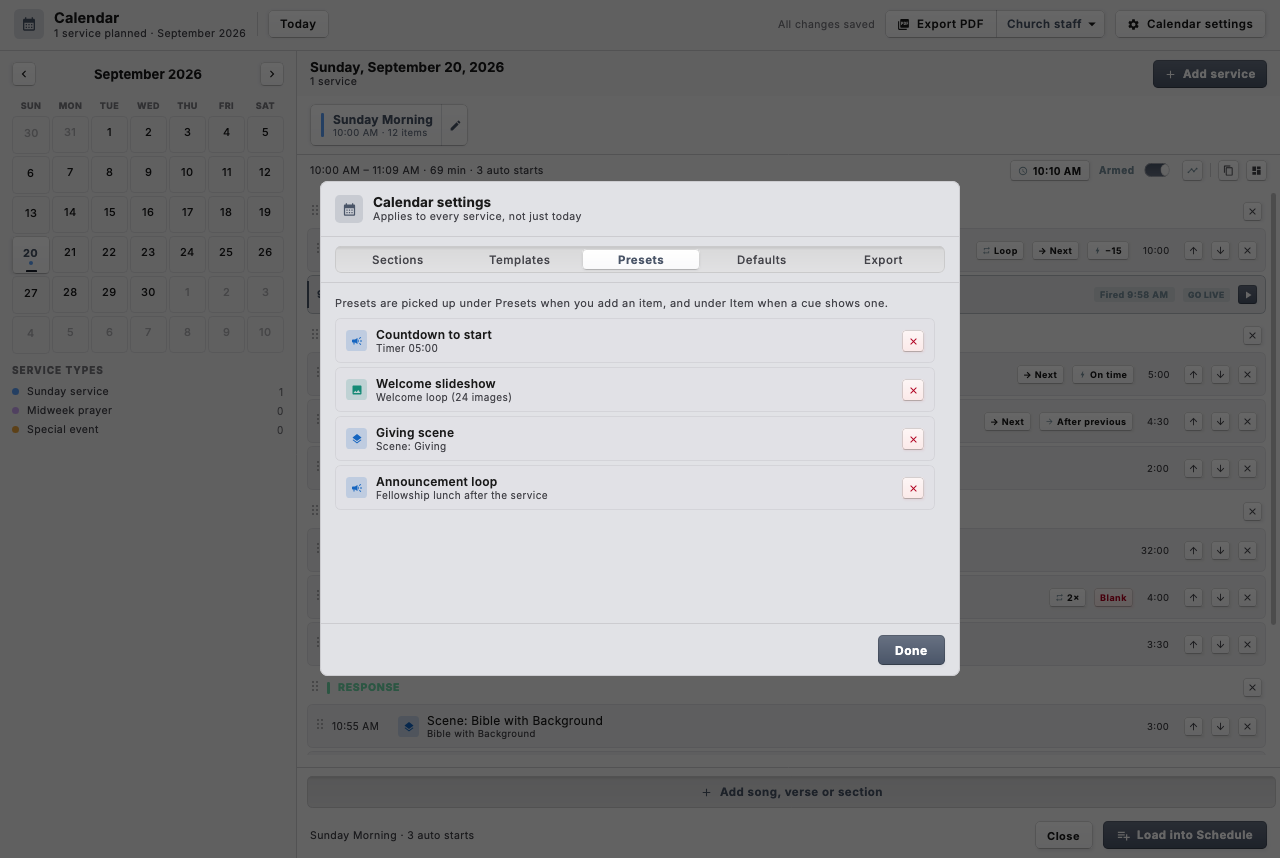 Calendar
1 service planned · September 2026
Today
All changes saved
Export PDF
Church staff
Calendar settings
September 2026
SUN MON TUE WED THU FRI SAT
30 31 1 2 3 4 5
6 7 8 9 10 11 12
13 14 15 16 17 18 19
20 21 22 23 24 25 26
27 28 29 30 1 2 3
4 5 6 7 8 9 10
SERVICE TYPES
Sunday service 1
Midweek prayer 0
Special event 0
Sunday, September 20, 2026
1 service
+ Add service
Sunday Morning
10:00 AM · 12 items
10:00 AM – 11:09 AM · 69 min · 3 auto starts
10:10 AM
Armed
Calendar settings
Applies to every service, not just today
Sections Templates Presets Defaults Export
Presets are picked up under Presets when you add an item, and under Item when a cue shows one.
Countdown to start
Timer 05:00
Welcome slideshow
Welcome loop (24 images)
Giving scene
Scene: Giving
Announcement loop
Fellowship lunch after the service
Done
Loop → Next −15 10:00
Fired 9:58 AM GO LIVE
→ Next On time 5:00
→ Next → After previous 4:30
2:00
32:00
2× Blank 4:00
3:30
RESPONSE
10:55 AM
Scene: Bible with Background
Bible with Background
3:00
+ Add song, verse or section
Sunday Morning · 3 auto starts
Close
Load into Schedule